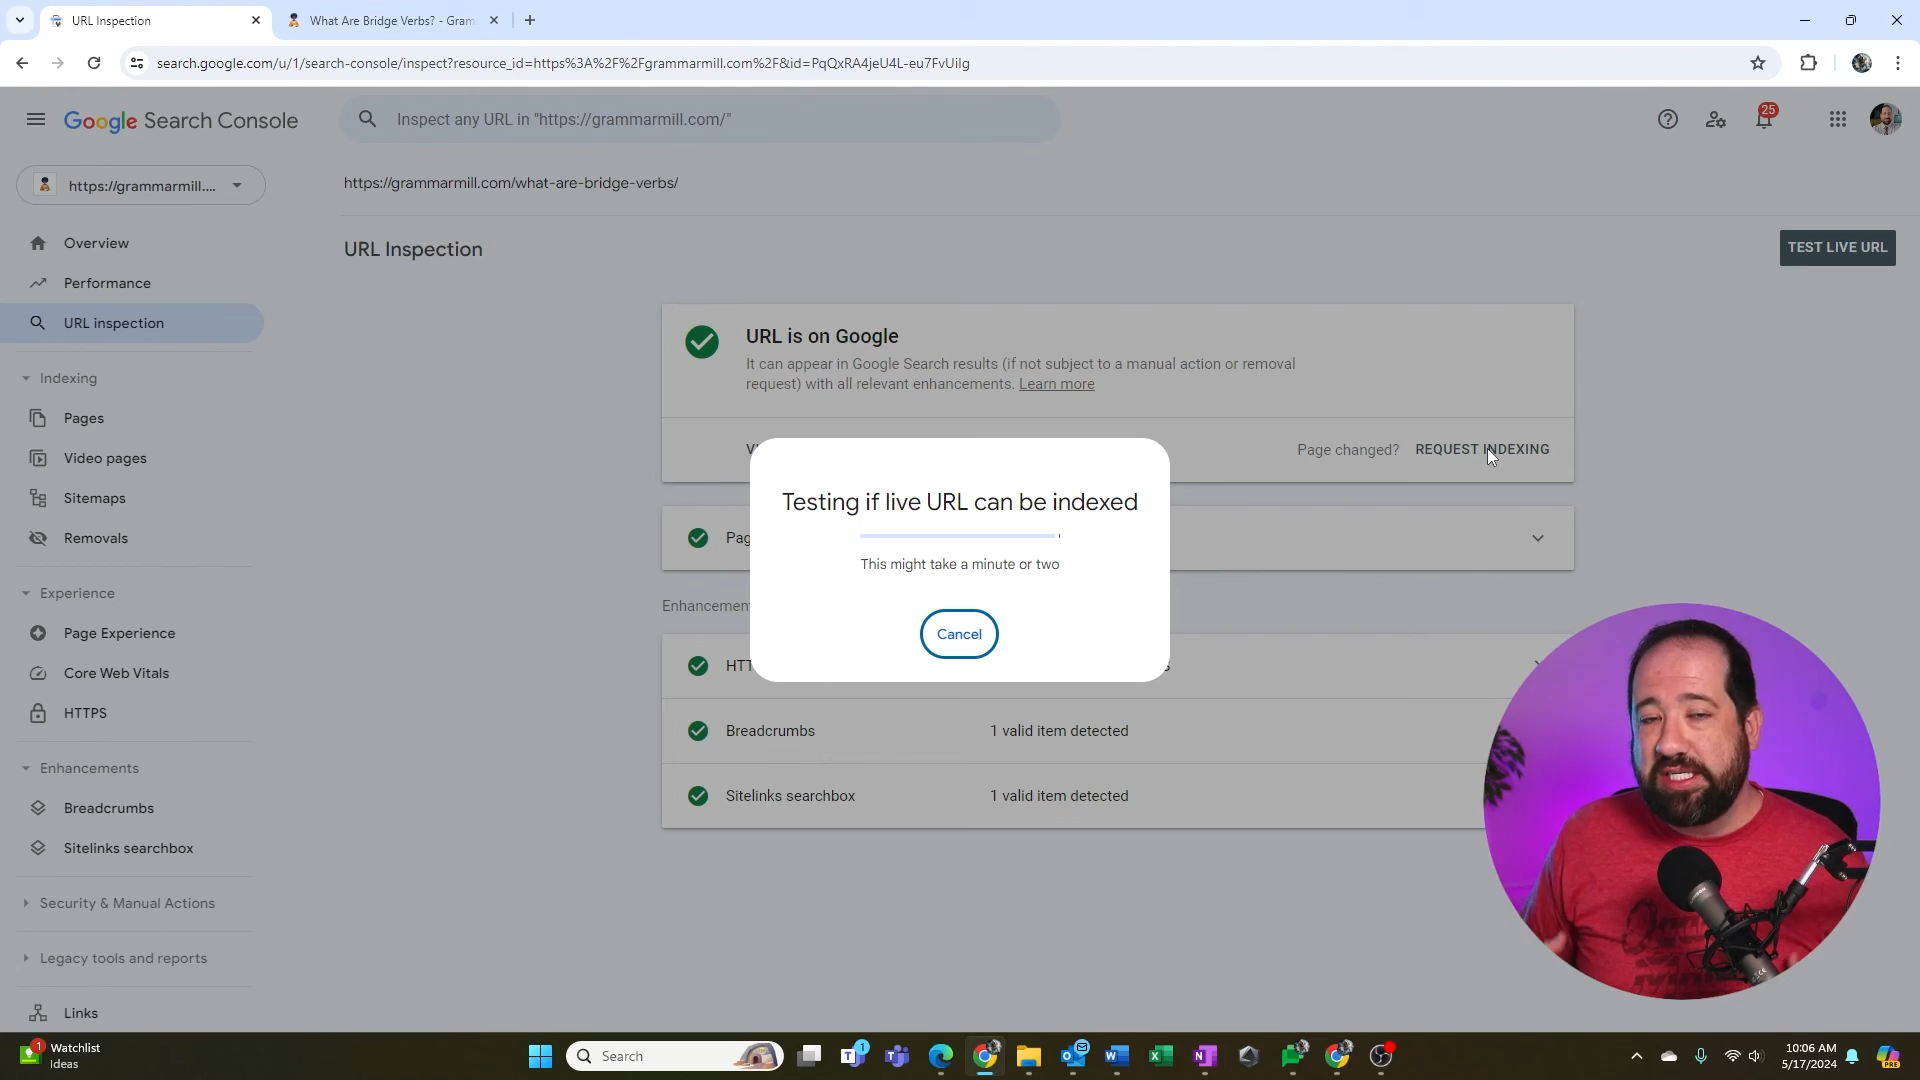 URL Inspection
What Are Bridge Verbs? - Gram
search.google.com/u/1/search-console/inspect?resource_id=https%3A%2F%2Fgrammarmill.com%2F&id=PqQxRA4jeU4L-eu7FvUiIg
Google Search Console
Inspect any URL in "https://grammarmill.com/"
25
https://grammarmill....
https://grammarmill.com/what-are-bridge-verbs/
Overview
Performance
URL inspection
Indexing
Pages
Video pages
Sitemaps
Removals
Experience
Page Experience
Core Web Vitals
HTTPS
Enhancements
Breadcrumbs
Sitelinks searchbox
Security & Manual Actions
Legacy tools and reports
Links
URL Inspection
TEST LIVE URL
URL is on Google
It can appear in Google Search results (if not subject to a manual action or removal
request) with all relevant enhancements. Learn more
Page changed? REQUEST INDEXING
Testing if live URL can be indexed
This might take a minute or two
Cancel
Pag
Enhancemen
HTT
Breadcrumbs 1 valid item detected
Sitelinks searchbox 1 valid item detected
1
Watchlist
Ideas
Search
1
10:06 AM
5/17/2024
PRE